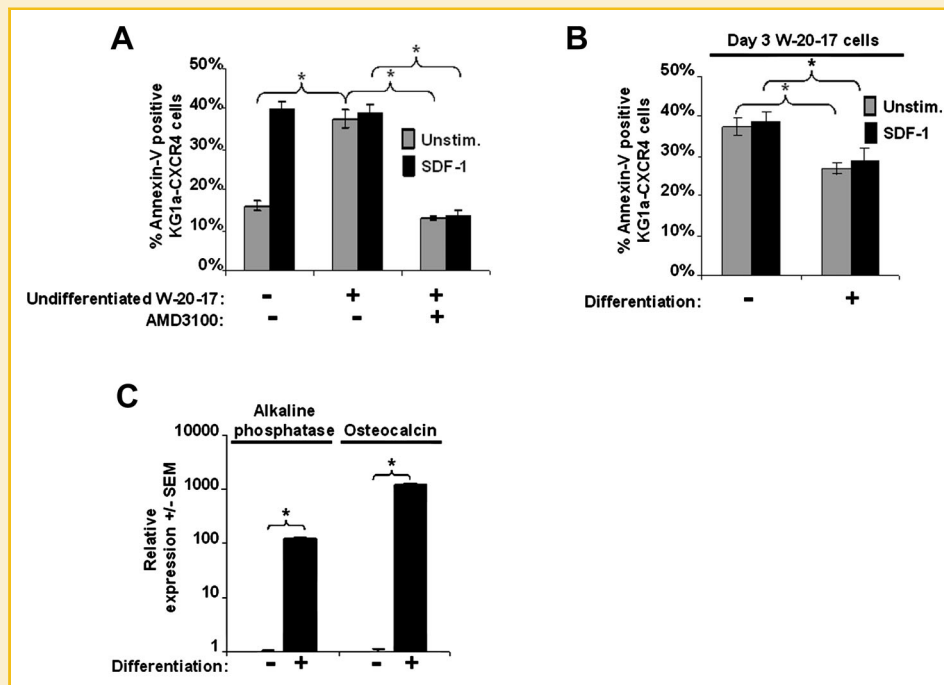 A
% Annexin-V positive
KG1a-CXCR4 cells
50%
40%
30%
20%
10%
0%
*
*
*
Unstim.
SDF-1
Undifferentiated W-20-17: - + +
AMD3100: - - +
B
Day 3 W-20-17 cells
% Annexin-V positive
KG1a-CXCR4 cells
50%
40%
30%
20%
10%
0%
*
*
Unstim.
SDF-1
Differentiation: - +
C
Alkaline
phosphatase
Osteocalcin
Relative
expression +/- SEM
10000
1000
100
10
1
*
*
Differentiation: - + - +